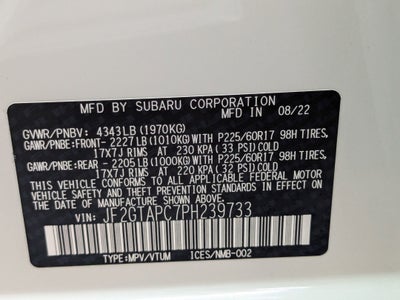 MFD BY SUBARU CORPORATION
MFD IN 08/22
GVWR/PNBV: 4343LB (1970KG)
GAWR/PNBE:FRONT- 2227LB (1010KG)WITH P225/60R17 98H TIRES,
17X7J RIMS AT 230 KPA (33 PSI) COLD
GAWR/PNBE:REAR - 2205LB (1000KG)WITH P225/60R17 98H TIRES,
17X7J RIMS AT 220 KPA (32 PSI) COLD
THIS VEHICLE CONFORMS TO ALL APPLICABLE FEDERAL MOTOR
VEHICLE SAFETY AND THEFT PREVENTION STANDARDS IN EFFECT
ON THE DATE OF MANUFACTURE SHOWN ABOVE.
VIN: JF2GTAPC7PH239733
TYPE:MPV/VTUM ICES/NMB-002